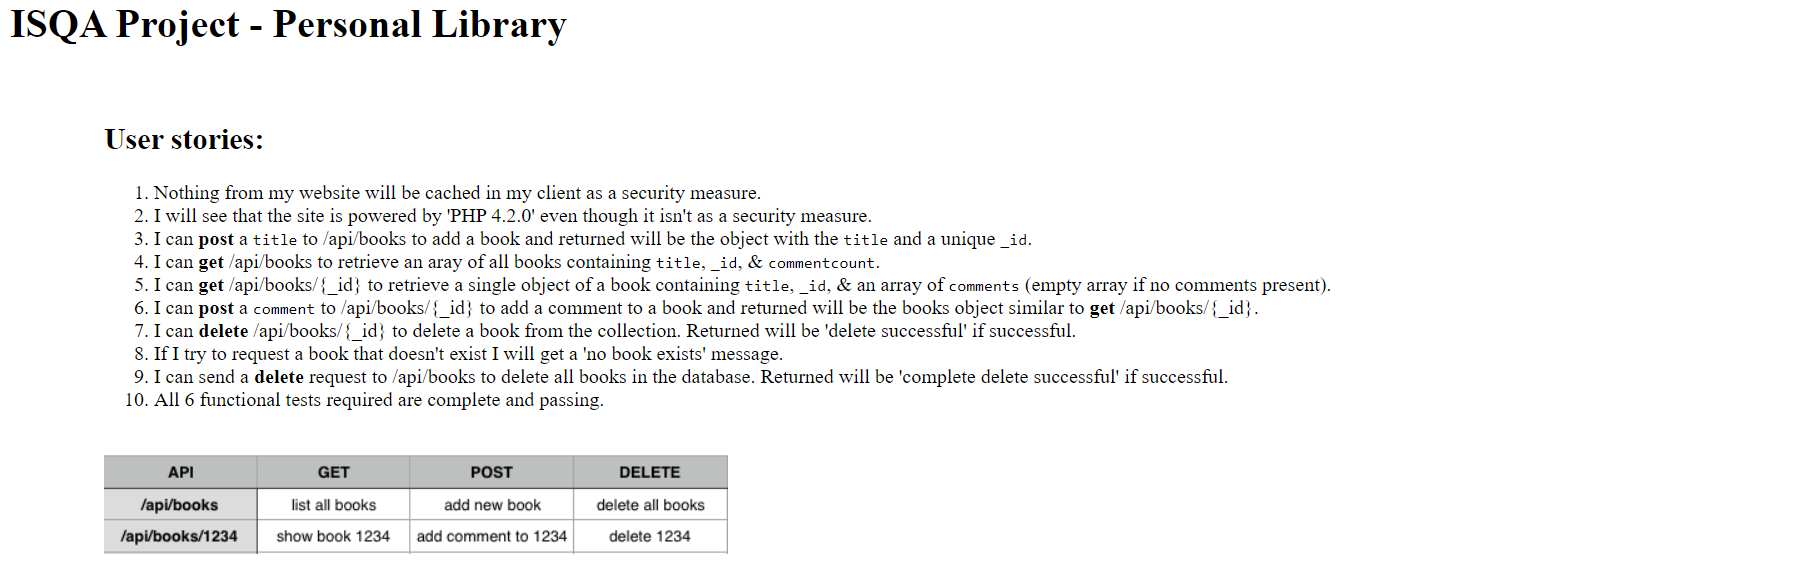 ISQA Project - Personal Library
User stories:
1. Nothing from my website will be cached in my client as a security measure.
2. I will see that the site is powered by 'PHP 4.2.0' even though it isn't as a security measure.
3. I can post a title to /api/books to add a book and returned will be the object with the title and a unique _id.
4. I can get /api/books to retrieve an aray of all books containing title, _id, & commentcount.
5. I can get /api/books/{_id} to retrieve a single object of a book containing title, _id, & an array of comments (empty array if no comments present).
6. I can post a comment to /api/books/{_id} to add a comment to a book and returned will be the books object similar to get /api/books/{_id}.
7. I can delete /api/books/{_id} to delete a book from the collection. Returned will be 'delete successful' if successful.
8. If I try to request a book that doesn't exist I will get a 'no book exists' message.
9. I can send a delete request to /api/books to delete all books in the database. Returned will be 'complete delete successful' if successful.
10. All 6 functional tests required are complete and passing.
API GET POST DELETE
/api/books list all books add new book delete all books
/api/books/1234 show book 1234 add comment to 1234 delete 1234